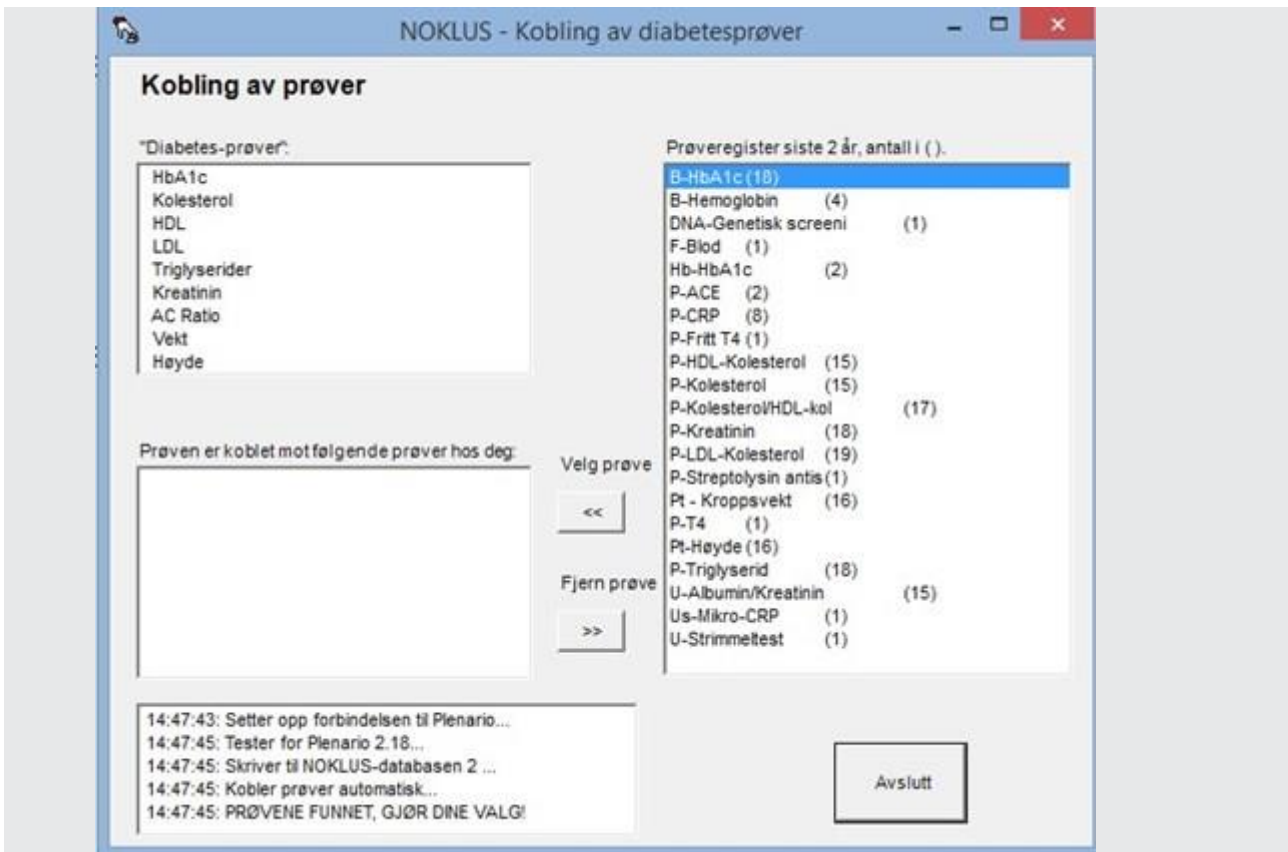 NOKLUS - Kobling av diabetesprøver
Kobling av prøver
"Diabetes-prøver":
HbA1c
Kolesterol
HDL
LDL
Triglyserider
Kreatinin
AC Ratio
Vekt
Høyde
Prøveregister siste 2 år, antall i ( ).
B-HbA1c (18)
B-Hemoglobin (4)
DNA-Genetisk screeni (1)
F-Blod (1)
Hb-HbA1c (2)
P-ACE (2)
P-CRP (8)
P-Fritt T4 (1)
P-HDL-Kolesterol (15)
P-Kolesterol (15)
P-Kolesterol/HDL-kol (17)
P-Kreatinin (18)
P-LDL-Kolesterol (19)
P-Streptolysin antis (1)
Pt - Kroppsvekt (16)
P-T4 (1)
Pt-Høyde (16)
P-Triglyserid (18)
U-Albumin/Kreatinin (15)
Us-Mikro-CRP (1)
U-Strimmeltest (1)
Prøven er koblet mot følgende prøver hos deg:
Velg prøve
<<
Fjern prøve
>>
14:47:43: Setter opp forbindelsen til Plenario...
14:47:45: Tester for Plenario 2.18...
14:47:45: Skriver til NOKLUS-databasen 2 ...
14:47:45: Kobler prøver automatisk...
14:47:45: PRØVENE FUNNET, GJØR DINE VALG!
Avslutt